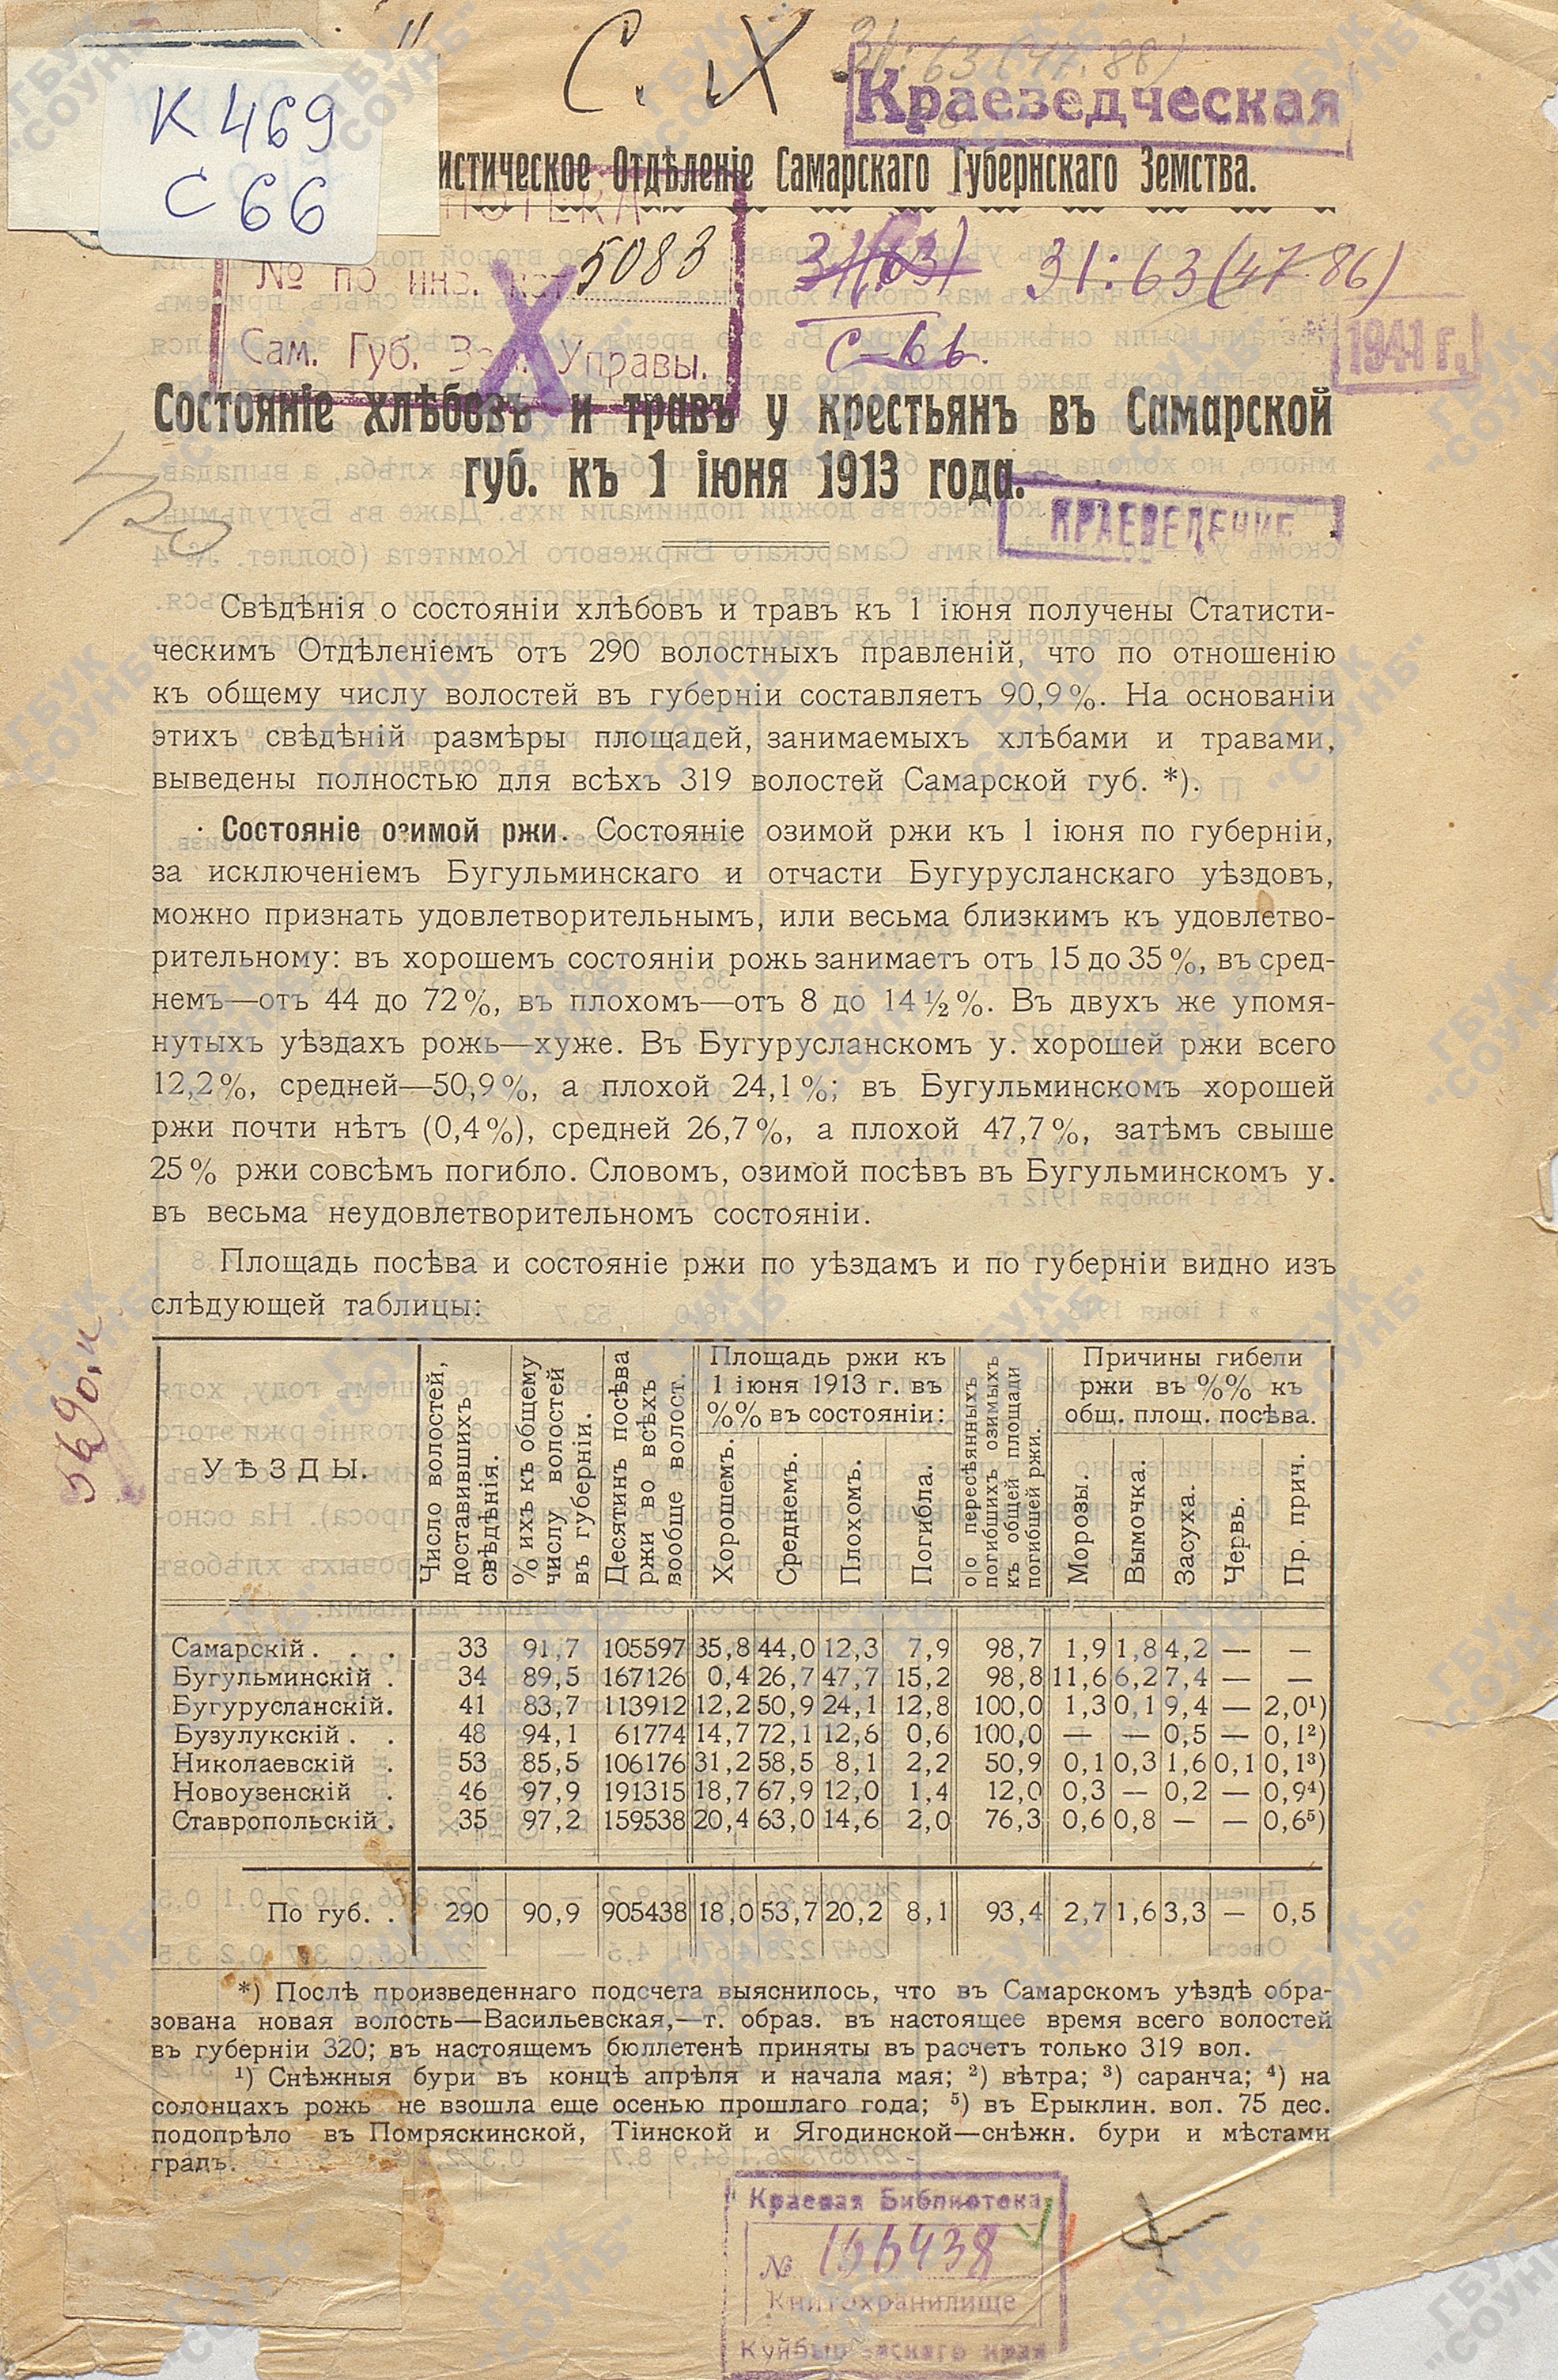 С. Х
31:63(47.88)
Краеведческая
К 469
С 66
истическое Отдѣленіе Самарскаго Губернскаго Земства.
№ по инв. кат 5083
31(63)
31:63(47 86)
Сам. Губ. Зем. Управы.
С-66.
1941 г.
Состояніе хлѣбовъ и травъ у крестьянъ въ Самарской
губ. къ 1 іюня 1913 года.
КРАЕВЕДЕНИЕ
Свѣдѣнія о состояніи хлѣбовъ и травъ къ 1 іюня получены Статисти-
ческимъ Отдѣленіемъ отъ 290 волостныхъ правленій, что по отношенію
къ общему числу волостей въ губерніи составляетъ 90,9%. На основаніи
этихъ свѣдѣній размѣры площадей, занимаемыхъ хлѣбами и травами,
выведены полностью для всѣхъ 319 волостей Самарской губ. *).
Состояніе озимой ржи. Состояніе озимой ржи къ 1 іюня по губерніи,
за исключеніемъ Бугульминскаго и отчасти Бугурусланскаго уѣздовъ,
можно признать удовлетворительнымъ, или весьма близкимъ къ удовлетво-
рительному: въ хорошемъ состояніи рожь занимаетъ отъ 15 до 35%, въ сред-
немъ—отъ 44 до 72%, въ плохомъ—отъ 8 до 14½%. Въ двухъ же упомя-
нутыхъ уѣздахъ рожь—хуже. Въ Бугурусланскомъ у. хорошей ржи всего
12,2%, средней—50,9%, а плохой 24,1%; въ Бугульминскомъ хорошей
ржи почти нѣтъ (0,4%), средней 26,7%, а плохой 47,7%, затѣмъ свыше
25% ржи совсѣмъ погибло. Словомъ, озимой посѣвъ въ Бугульминскомъ у.
въ весьма неудовлетворительномъ состояніи.
Площадь посѣва и состояніе ржи по уѣздамъ и по губерніи видно изъ
слѣдующей таблицы:
УѢЗДЫ.
Число волостей,
доставившихъ
свѣдѣнія.
% ихъ къ общему
числу волостей
въ губерніи.
Десятинъ посѣва
ржи во всѣхъ
вообще волост.
Площадь ржи къ
1 іюня 1913 г. въ
%% въ состояніи:
Хорошемъ.
Среднемъ.
Плохомъ.
Погибла.
о|о пересѣянныхъ
погибшихъ озимыхъ
къ общей площади
погибшей ржи.
Причины гибели
ржи въ %% къ
общ. площ. посѣва.
Морозы.
Вымочка.
Засуха.
Червь.
Пр. прич.
Самарскій . . . 33 91,7 105597 35,8 44,0 12,3 7,9 98,7 1,9 1,8 4,2 — —
Бугульминскій . 34 89,5 167126 0,4 26,7 47,7 15,2 98,8 11,6 6,2 7,4 — —
Бугурусланскій. 41 83,7 113912 12,2 50,9 24,1 12,8 100,0 1,3 0,1 9,4 — 2,0¹)
Бузулукскій . . 48 94,1 61774 14,7 72,1 12,6 0,6 100,0 — — 0,5 — 0,1²)
Николаевскій . 53 85,5 106176 31,2 58,5 8,1 2,2 50,9 0,1 0,3 1,6 0,1 0,1³)
Новоузенскій . 46 97,9 191315 18,7 67,9 12,0 1,4 12,0 0,3 — 0,2 — 0,9⁴)
Ставропольскій . 35 97,2 159538 20,4 63,0 14,6 2,0 76,3 0,6 0,8 — — 0,6⁵)
По губ. . 290 90,9 905438 18,0 53,7 20,2 8,1 93,4 2,7 1,6 3,3 — 0,5
*) Послѣ произведеннаго подсчета выяснилось, что въ Самарскомъ уѣздѣ обра-
зована новая волость—Васильевская,—т. образ. въ настоящее время всего волостей
въ губерніи 320; въ настоящемъ бюллетенѣ приняты въ расчетъ только 319 вол.
¹) Снѣжныя бури въ концѣ апрѣля и начала мая; ²) вѣтра; ³) саранча; ⁴) на
солонцахъ рожь не взошла еще осенью прошлаго года; ⁵) въ Ерыклин. вол. 75 дес.
подопрѣло въ Помряскинской, Тіинской и Ягодинской—снѣжн. бури и мѣстами
градъ.
Краевая Библиотека
№ 166438
Книгохранилище
Куйбышевского края
ГБУК
"СОУНБ"